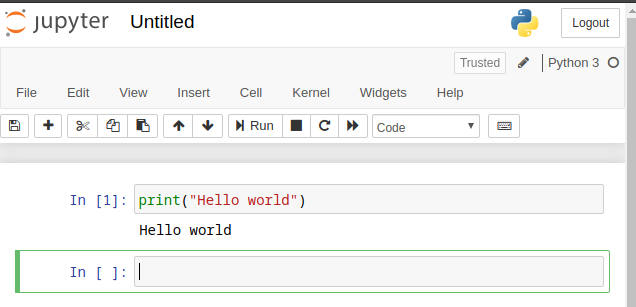 jupyter Untitled Logout
Trusted Python 3
File Edit View Insert Cell Kernel Widgets Help
Run Code
In [1]: print("Hello world")
Hello world
In [ ]: